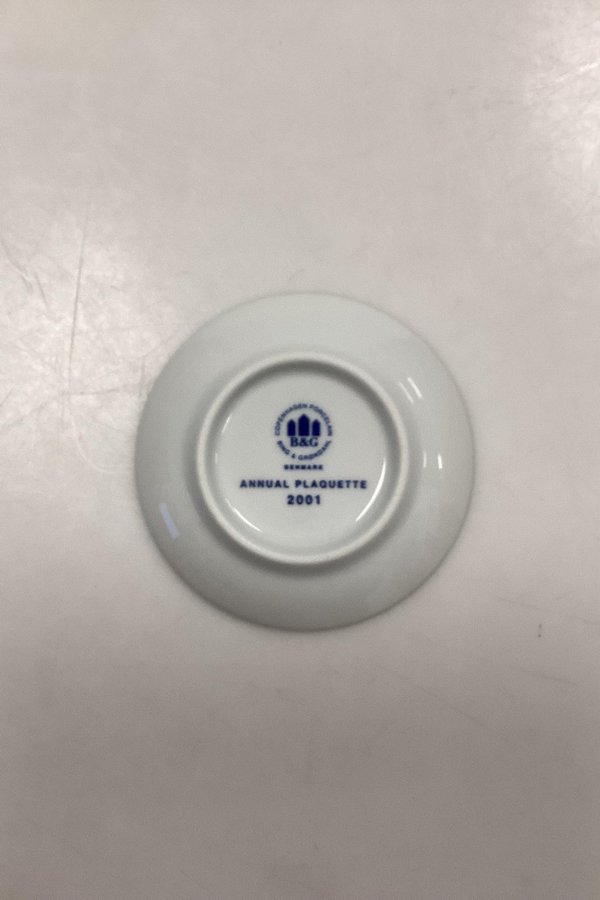 COPENHAGEN PORCELAIN
B&G
BING & GRØNDAHL
DENMARK
ANNUAL PLAQUETTE
2001